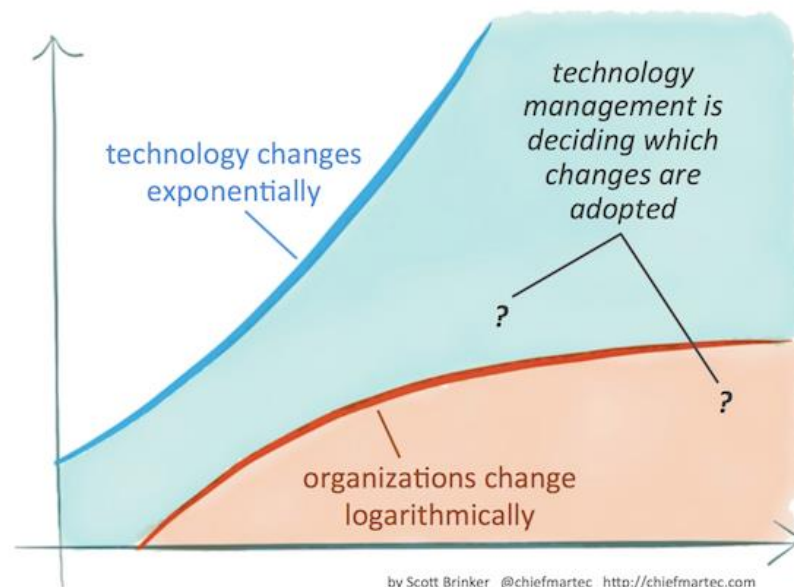 technology changes
exponentially
technology
management is
deciding which
changes are
adopted
?
?
organizations change
logarithmically
by Scott Brinker @chiefmartec http://chiefmartec.com